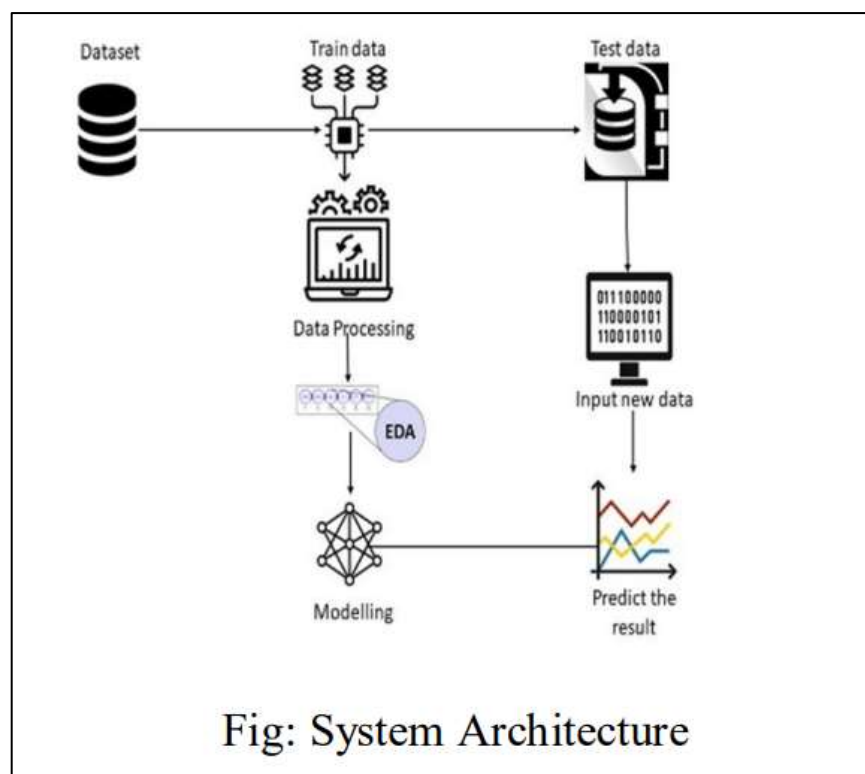 Dataset
Train data
Test data
Data Processing
011100000
110000101
110010110
Input new data
EDA
Modelling
Predict the
result
Fig: System Architecture